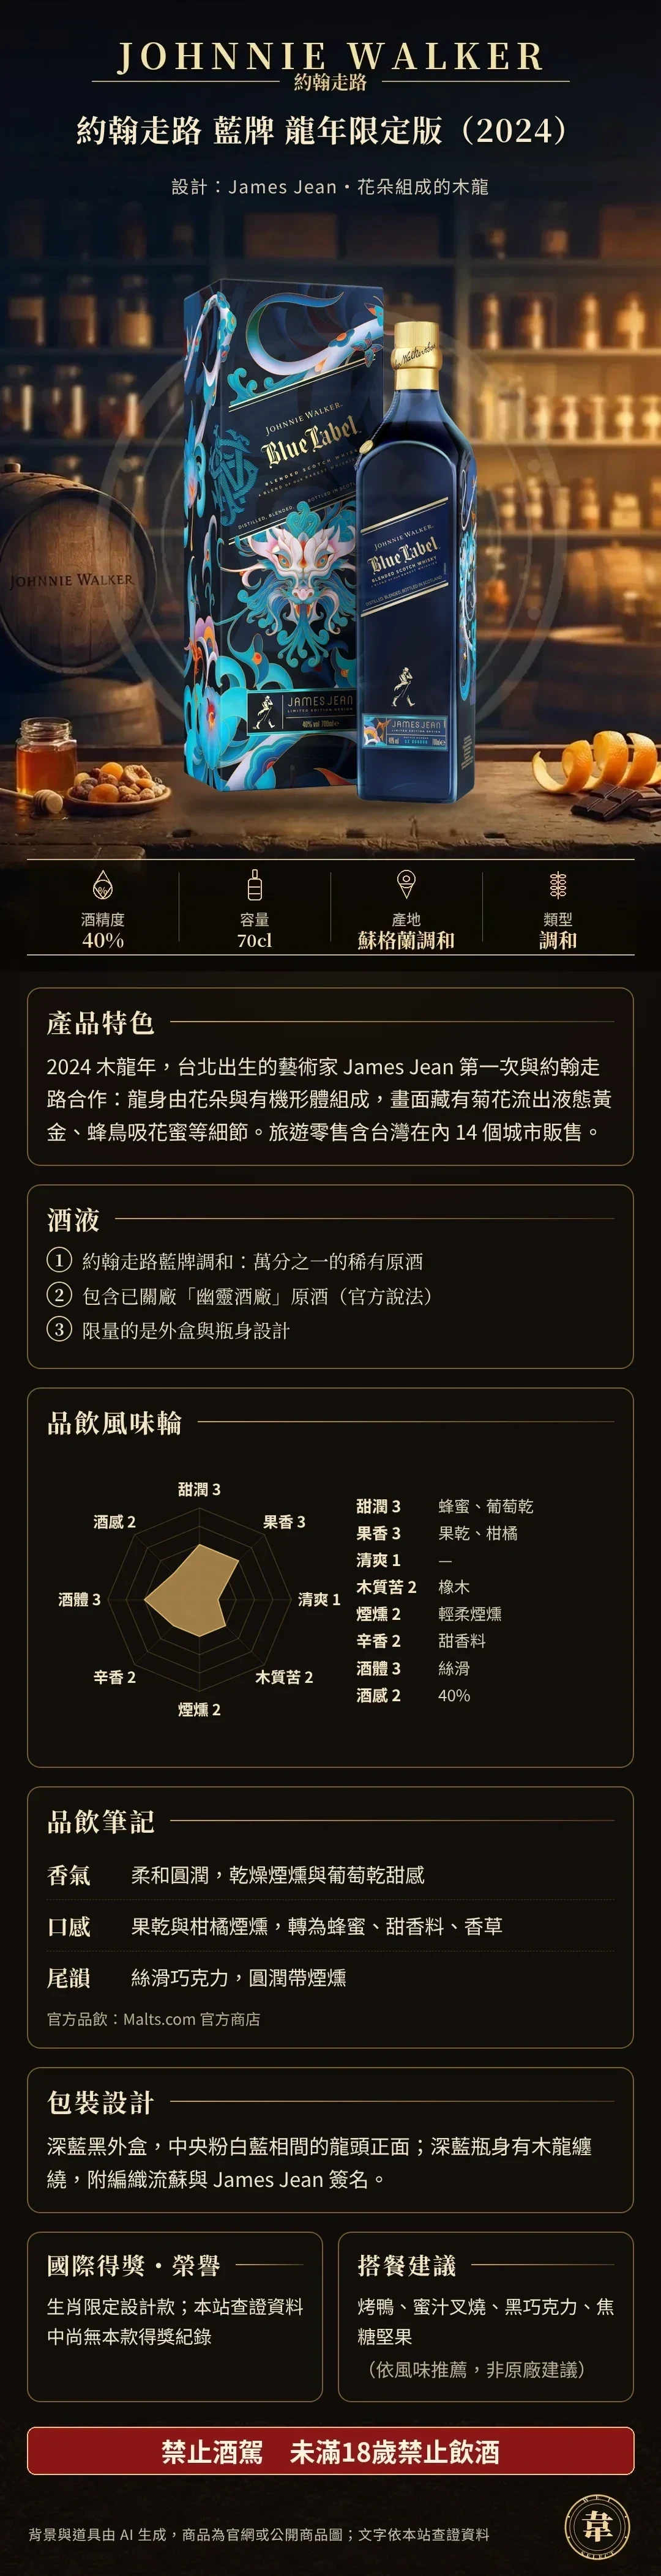 JOHNNIE WALKER
約翰走路
約翰走路 藍牌 龍年限定版（2024）
設計：James Jean・花朵組成的木龍
JOHNNIE WALKER.
Blue Label
BLENDED SCOTCH WHISKY
JAMES JEAN
LIMITED EDITION DESIGN
40% vol 700ml
JOHNNIE WALKER.
Blue Label
BLENDED SCOTCH WHISKY
JAMES JEAN
LIMITED EDITION DESIGN
JOHNNIE WALKER
酒精度
40%
容量
70cl
產地
蘇格蘭調和
類型
調和
產品特色
2024 木龍年，台北出生的藝術家 James Jean 第一次與約翰走
路合作：龍身由花朵與有機形體組成，畫面藏有菊花流出液態黃
金、蜂鳥吸花蜜等細節。旅遊零售含台灣在內 14 個城市販售。
酒液
1 約翰走路藍牌調和：萬分之一的稀有原酒
2 包含已關廠「幽靈酒廠」原酒（官方說法）
3 限量的是外盒與瓶身設計
品飲風味輪
甜潤 3
果香 3
清爽 1
木質苦 2
煙燻 2
辛香 2
酒體 3
酒感 2
甜潤 3 蜂蜜、葡萄乾
果香 3 果乾、柑橘
清爽 1 —
木質苦 2 橡木
煙燻 2 輕柔煙燻
辛香 2 甜香料
酒體 3 絲滑
酒感 2 40%
品飲筆記
香氣 柔和圓潤，乾燥煙燻與葡萄乾甜感
口感 果乾與柑橘煙燻，轉為蜂蜜、甜香料、香草
尾韻 絲滑巧克力，圓潤帶煙燻
官方品飲：Malts.com 官方商店
包裝設計
深藍黑外盒，中央粉白藍相間的龍頭正面；深藍瓶身有木龍纏
繞，附編織流蘇與 James Jean 簽名。
國際得獎・榮譽
生肖限定設計款；本站查證資料
中尚無本款得獎紀錄
搭餐建議
烤鴨、蜜汁叉燒、黑巧克力、焦
糖堅果
（依風味推薦，非原廠建議）
禁止酒駕 未滿18歲禁止飲酒
背景與道具由 AI 生成，商品為官網或公開商品圖；文字依本站查證資料
韋